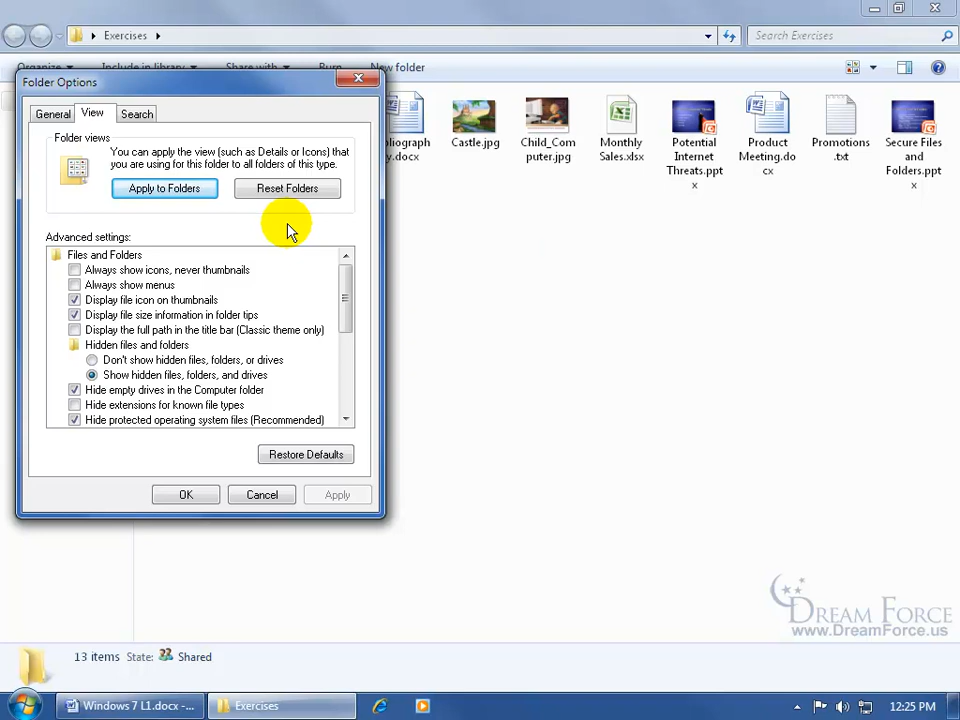 Exercises
Search Exercises
Organize
Include in library
Share with
Burn
New folder
Folder Options
General
View
Search
Folder views
You can apply the view (such as Details or Icons) that
you are using for this folder to all folders of this type.
Apply to Folders
Reset Folders
Advanced settings:
Files and Folders
Always show icons, never thumbnails
Always show menus
Display file icon on thumbnails
Display file size information in folder tips
Display the full path in the title bar (Classic theme only)
Hidden files and folders
Don't show hidden files, folders, or drives
Show hidden files, folders, and drives
Hide empty drives in the Computer folder
Hide extensions for known file types
Hide protected operating system files (Recommended)
Restore Defaults
OK
Cancel
Apply
Castle.jpg
Child_Com
puter.jpg
Monthly
Sales.xlsx
Potential
Internet
Threats.ppt
x
Product
Meeting.do
cx
Promotions
.txt
Secure Files
and
Folders.ppt
x
y.docx
DREAM FORCE
www.DreamForce.us
13 items State: Shared
Windows 7 L1.docx -...
Exercises
12:25 PM